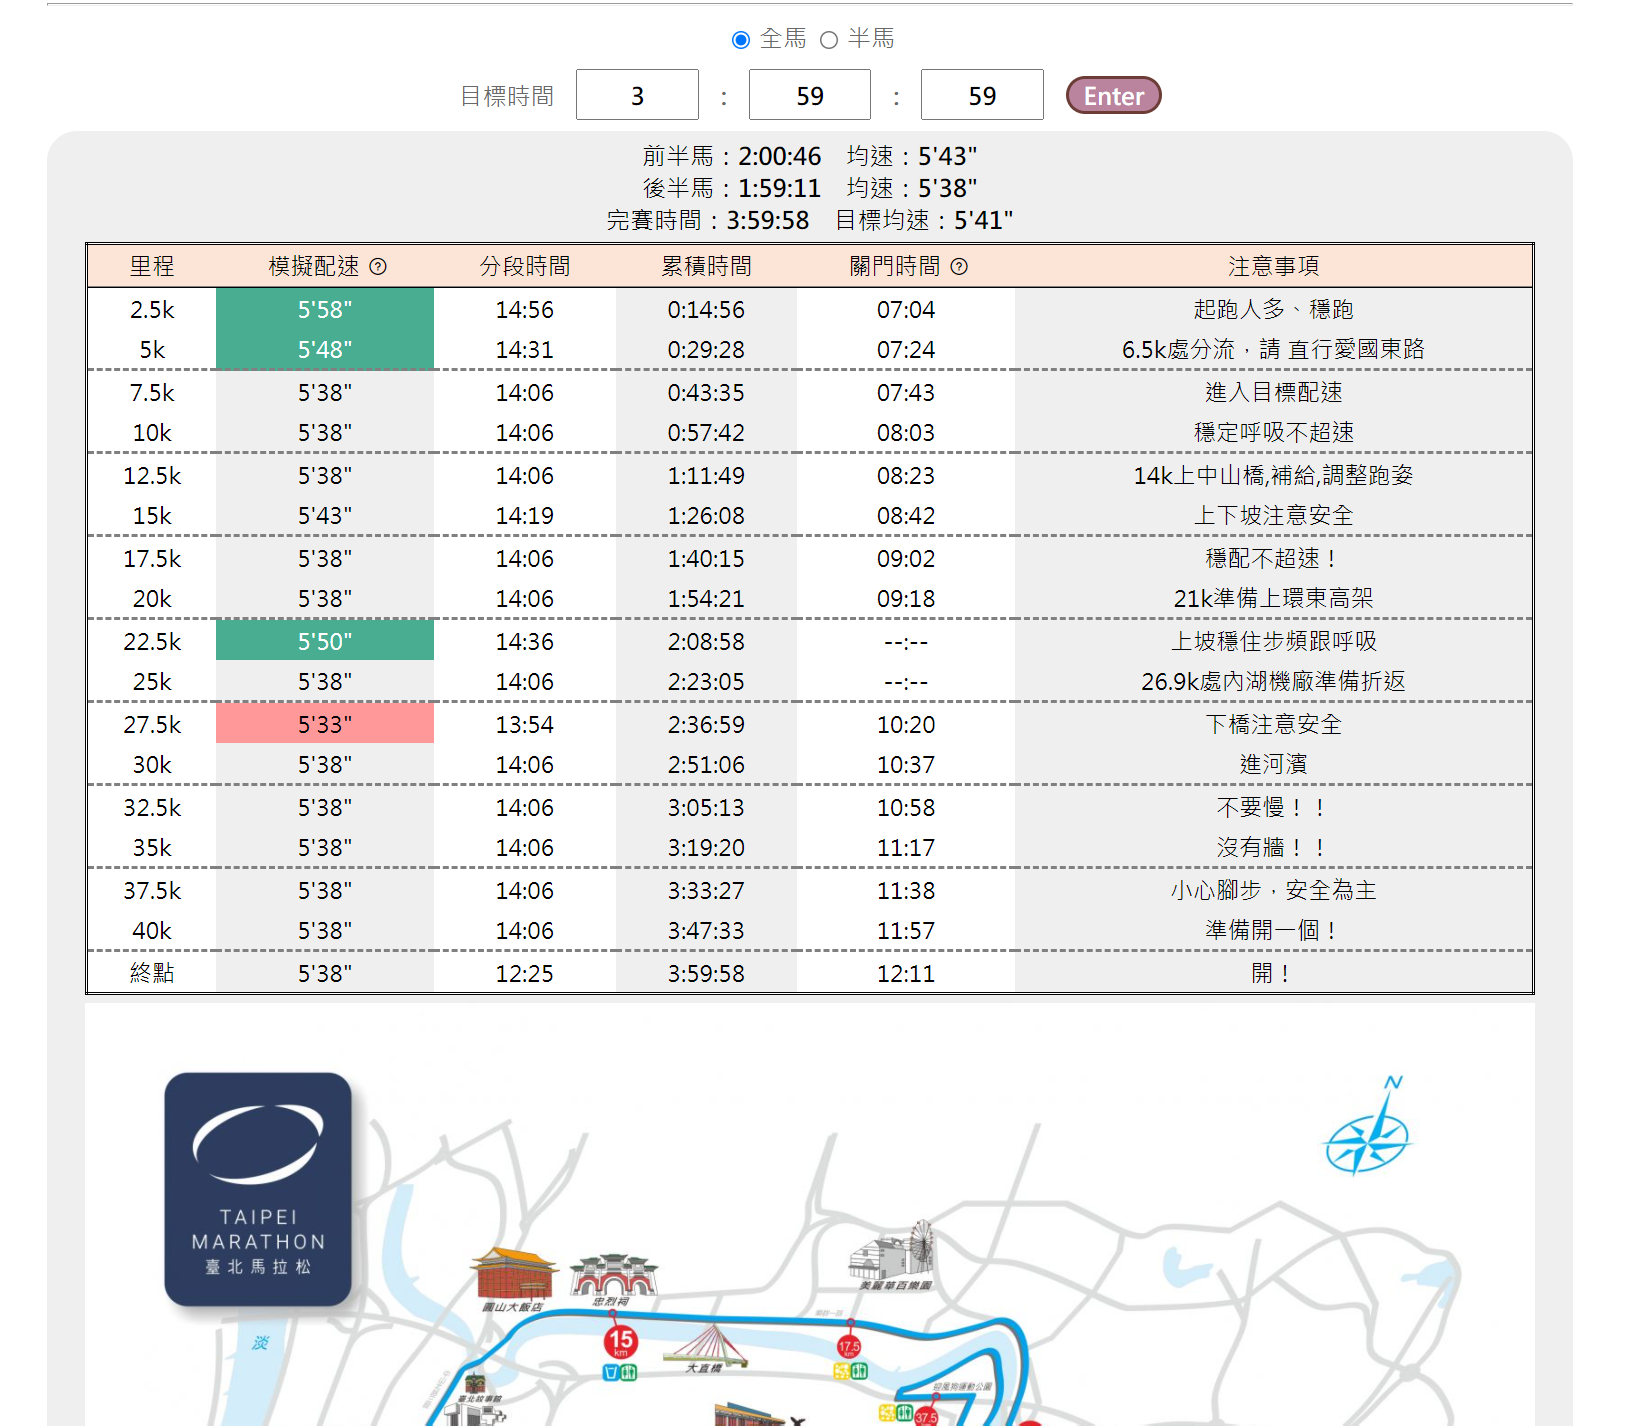 全馬 半馬
目標時間 3 : 59 : 59 Enter
前半馬：2:00:46 均速：5'43"
後半馬：1:59:11 均速：5'38"
完賽時間：3:59:58 目標均速：5'41"
里程 模擬配速 ? 分段時間 累積時間 關門時間 ? 注意事項
2.5k 5'58" 14:56 0:14:56 07:04 起跑人多、穩跑
5k 5'48" 14:31 0:29:28 07:24 6.5k處分流，請 直行愛國東路
7.5k 5'38" 14:06 0:43:35 07:43 進入目標配速
10k 5'38" 14:06 0:57:42 08:03 穩定呼吸不超速
12.5k 5'38" 14:06 1:11:49 08:23 14k上中山橋,補給,調整跑姿
15k 5'43" 14:19 1:26:08 08:42 上下坡注意安全
17.5k 5'38" 14:06 1:40:15 09:02 穩配不超速！
20k 5'38" 14:06 1:54:21 09:18 21k準備上環東高架
22.5k 5'50" 14:36 2:08:58 --:-- 上坡穩住步頻跟呼吸
25k 5'38" 14:06 2:23:05 --:-- 26.9k處內湖機廠準備折返
27.5k 5'33" 13:54 2:36:59 10:20 下橋注意安全
30k 5'38" 14:06 2:51:06 10:37 進河濱
32.5k 5'38" 14:06 3:05:13 10:58 不要慢！！
35k 5'38" 14:06 3:19:20 11:17 沒有牆！！
37.5k 5'38" 14:06 3:33:27 11:38 小心腳步，安全為主
40k 5'38" 14:06 3:47:33 11:57 準備開一個！
終點 5'38" 12:25 3:59:58 12:11 開！
N
TAIPEI
MARATHON
臺北馬拉松
圓山大飯店
忠烈祠
美麗華百樂園
淡
15
km
大直橋
17.5
km
臺北故事館
迎風狗運動公園
37.5